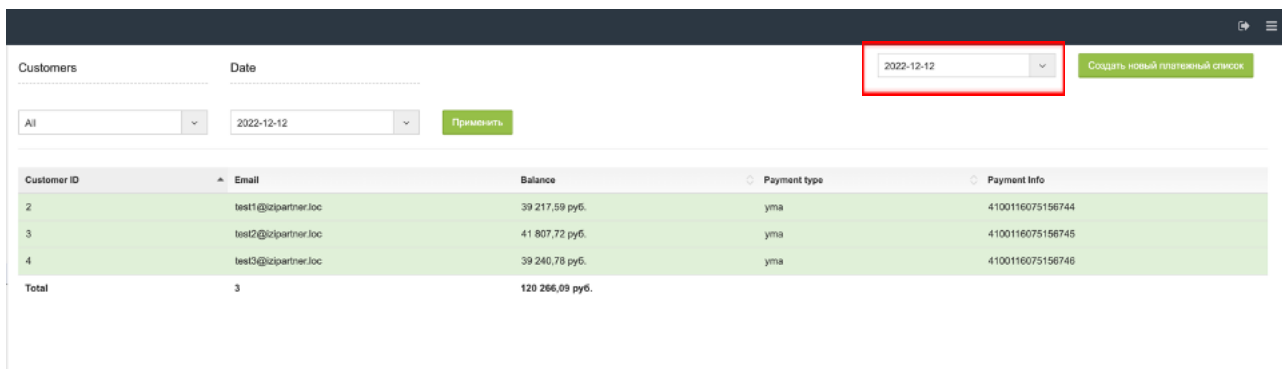 Customers Date 2022-12-12 Создать новый платежный список
All 2022-12-12 Применить
Customer ID Email Balance Payment type Payment Info
2 test1@izipartner.loc 39 217,59 руб. yma 4100116075156744
3 test2@izipartner.loc 41 807,72 руб. yma 4100116075156745
4 test3@izipartner.loc 39 240,78 руб. yma 4100116075156746
Total 3 120 266,09 руб.